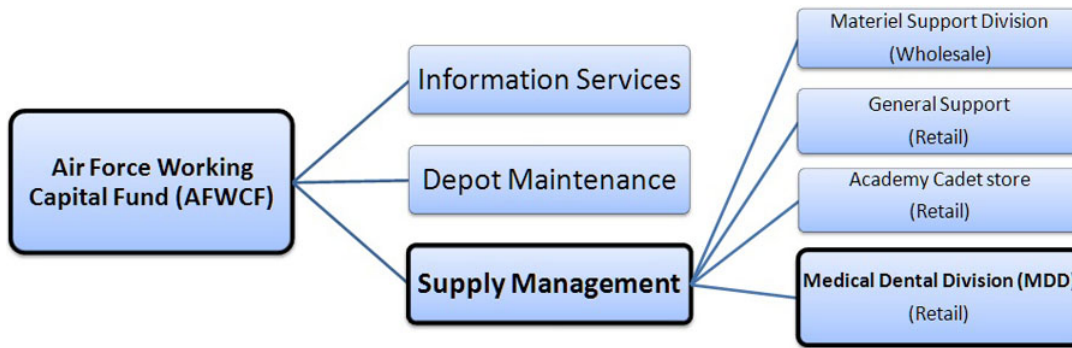 Air Force Working
Capital Fund (AFWCF)
Information Services
Depot Maintenance
Supply Management
Materiel Support Division
(Wholesale)
General Support
(Retail)
Academy Cadet store
(Retail)
Medical Dental Division (MDD)
(Retail)